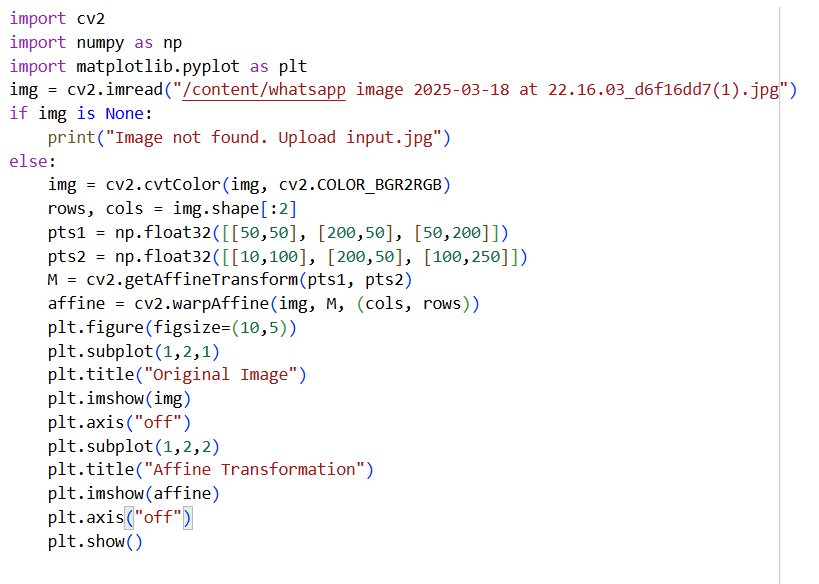 import cv2
import numpy as np
import matplotlib.pyplot as plt
img = cv2.imread("/content/whatsapp image 2025-03-18 at 22.16.03_d6f16dd7(1).jpg")
if img is None:
    print("Image not found. Upload input.jpg")
else:
    img = cv2.cvtColor(img, cv2.COLOR_BGR2RGB)
    rows, cols = img.shape[:2]
    pts1 = np.float32([[50,50], [200,50], [50,200]])
    pts2 = np.float32([[10,100], [200,50], [100,250]])
    M = cv2.getAffineTransform(pts1, pts2)
    affine = cv2.warpAffine(img, M, (cols, rows))
    plt.figure(figsize=(10,5))
    plt.subplot(1,2,1)
    plt.title("Original Image")
    plt.imshow(img)
    plt.axis("off")
    plt.subplot(1,2,2)
    plt.title("Affine Transformation")
    plt.imshow(affine)
    plt.axis("off")
    plt.show()